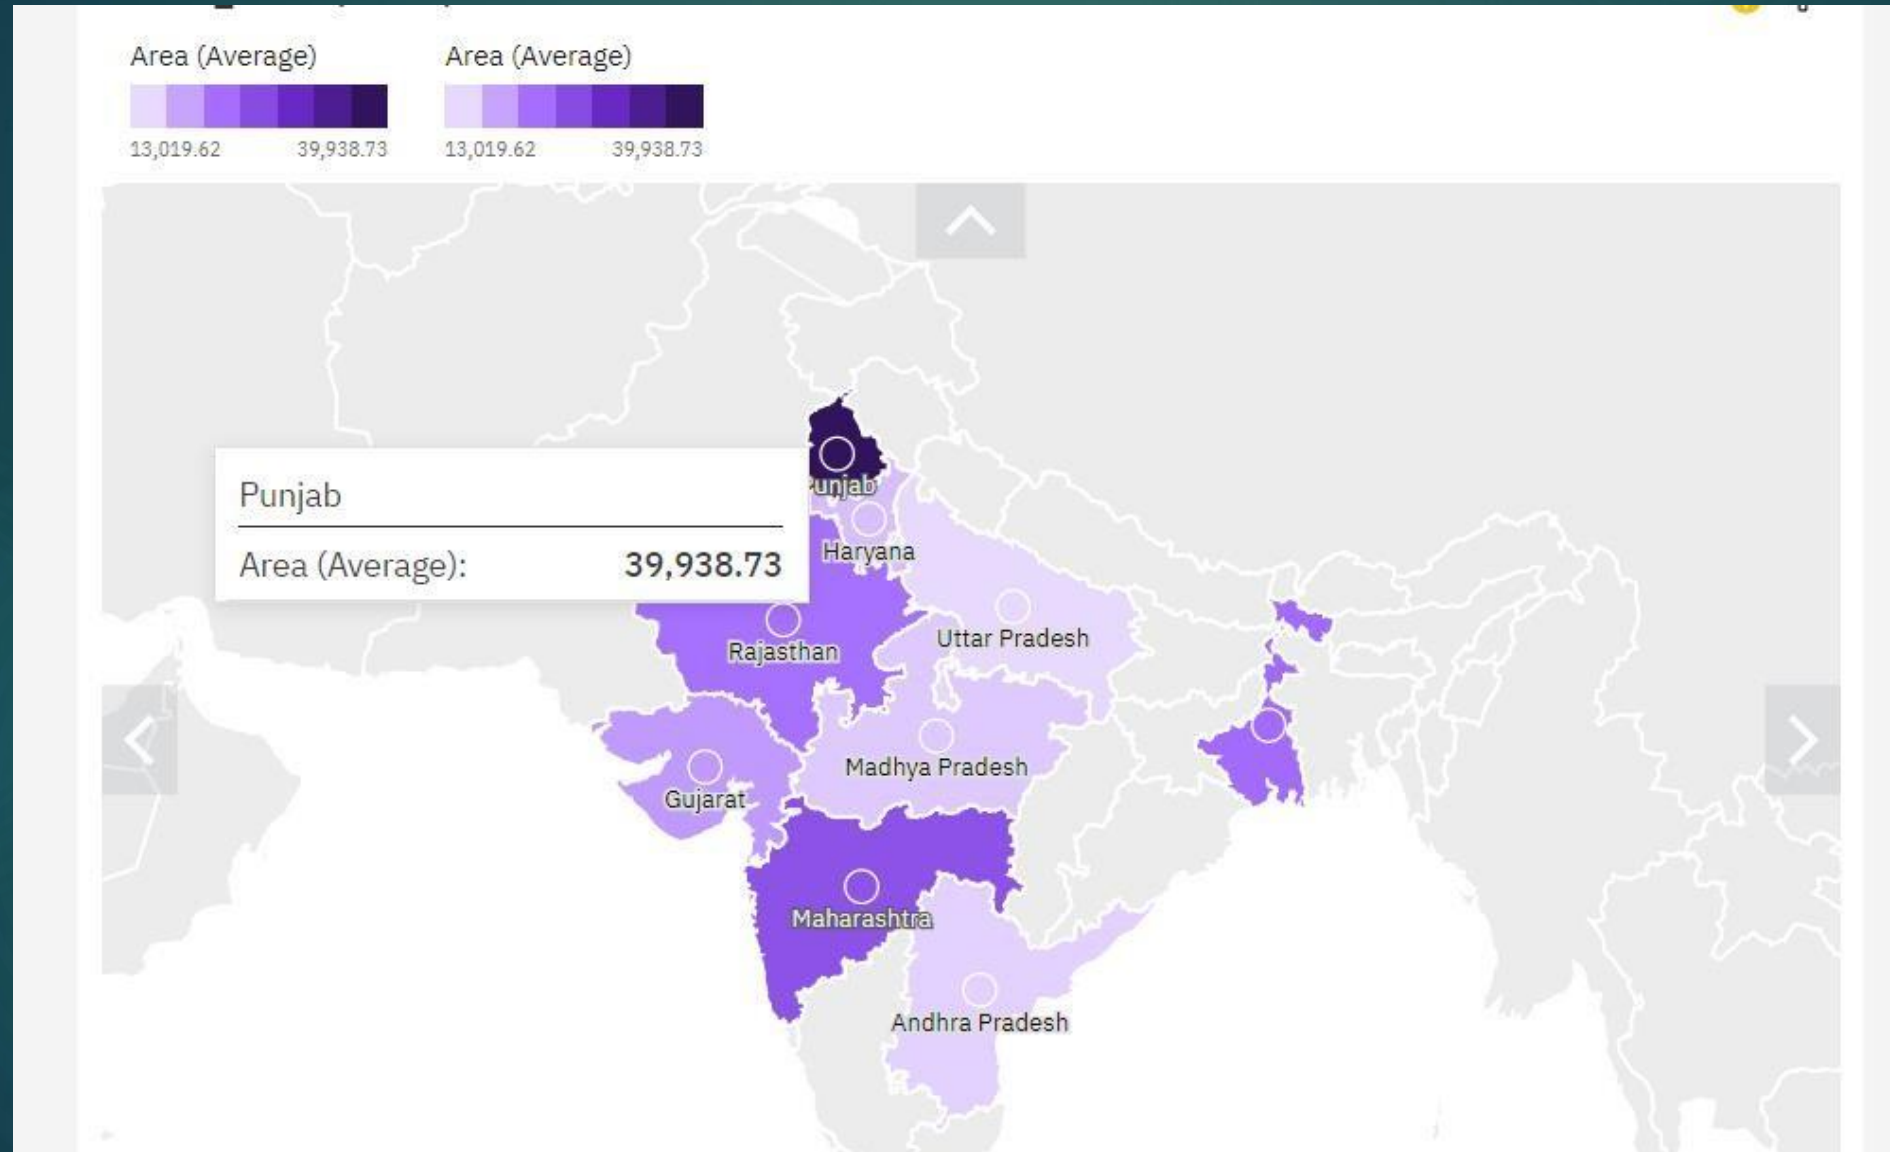 Area (Average)
Area (Average)
13,019.62
39,938.73
13,019.62
39,938.73
Punjab
Area (Average): 39,938.73
Punjab
Haryana
Uttar Pradesh
Rajasthan
Madhya Pradesh
Gujarat
Maharashtra
Andhra Pradesh